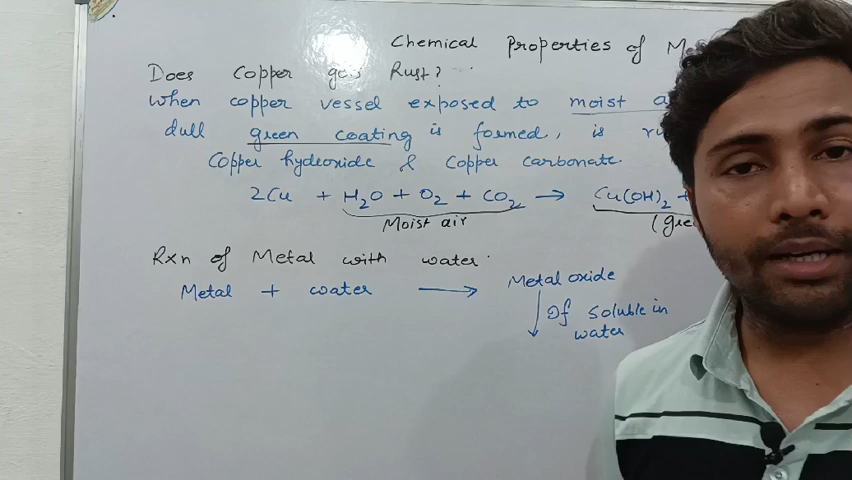 Chemical Properties of Me
Does Copper gets Rust?
When copper vessel exposed to moist a
dull green coating is formed, is
Copper hydroxide & copper carbonate.
2Cu + H₂O + O₂ + CO₂ → Cu(OH)₂ +
Moist air (gre
Rxn of Metal with water.
Metal + water → Metal oxide
↓ If soluble in
water